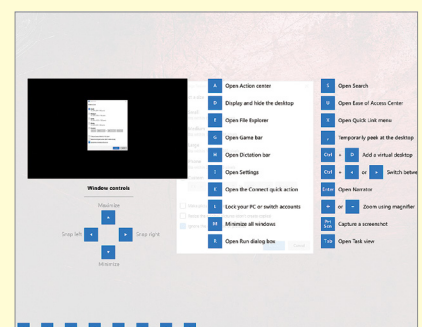 A Open Action center
D Display and hide the desktop
E Open File Explorer
G Open Game bar
H Open Dictation bar
I Open Settings
K Open the Connect quick action
L Lock your PC or switch accounts
M Minimize all windows
R Open Run dialog box
S Open Search
U Open Ease of Access Center
X Open Quick Link menu
, Temporarily peek at the desktop
Ctrl + D Add a virtual desktop
Ctrl + or Switch betwe
Enter Open Narrator
+ or - Zoom using magnifier
Prt Scn Capture a screenshot
Tab Open Task view
Window controls
Maximize
Snap left Snap right
Minimize